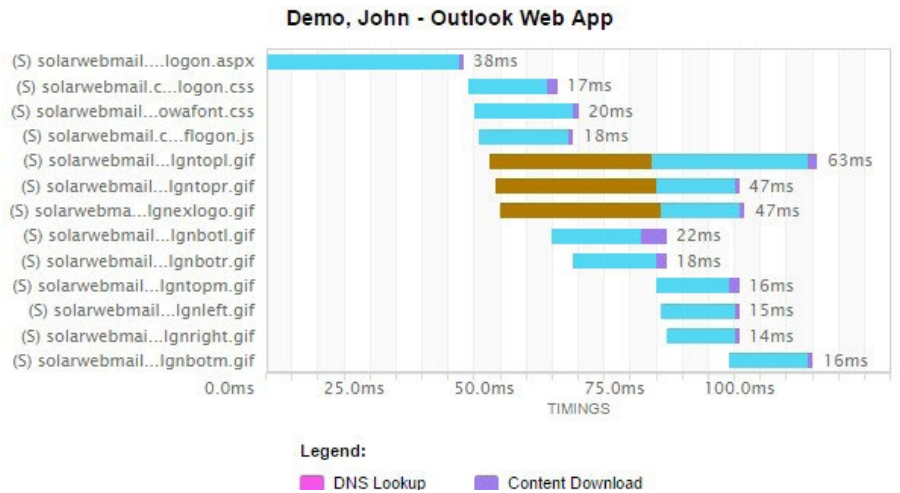 Demo, John - Outlook Web App
(S) solarwebmail....logon.aspx 38ms
(S) solarwebmail.c...logon.css 17ms
(S) solarwebmail...owafont.css 20ms
(S) solarwebmail.c...flogon.js 18ms
(S) solarwebmail...lgntopl.gif 63ms
(S) solarwebmail...lgntopr.gif 47ms
(S) solarwebma...lgnexlogo.gif 47ms
(S) solarwebmail...lgnbotl.gif 22ms
(S) solarwebmail...lgnbotr.gif 18ms
(S) solarwebmail...lgntopm.gif 16ms
(S) solarwebmail...lgnleft.gif 15ms
(S) solarwebmai...lgnright.gif 14ms
(S) solarwebmail...lgnbotm.gif 16ms
0.0ms 25.0ms 50.0ms 75.0ms 100.0ms
TIMINGS
Legend:
DNS Lookup Content Download